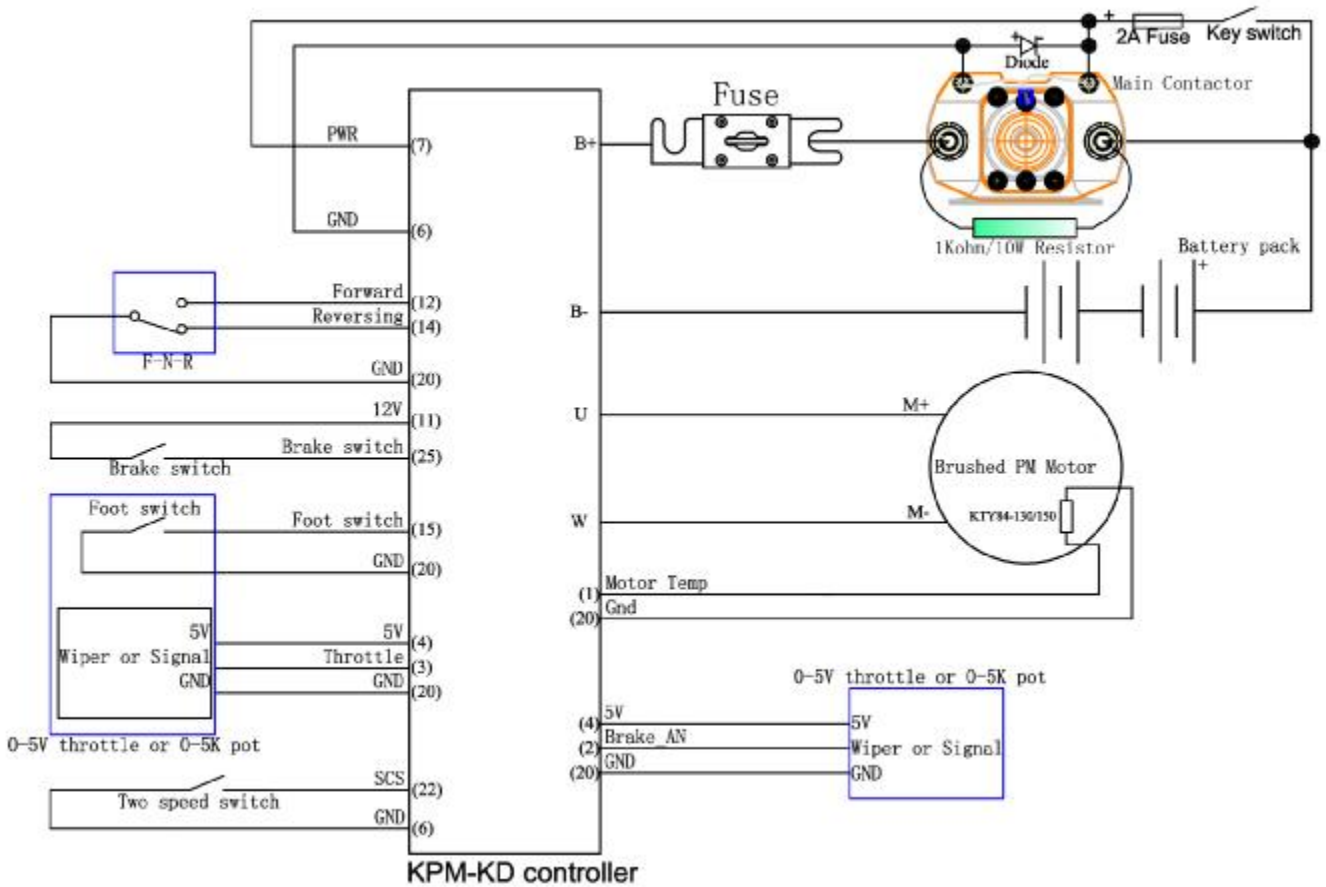 +
2A Fuse
Key switch
Diode
Main Contactor
Fuse
PWR
(7)
B+
GND
(6)
1Kohm/10W Resistor
Battery pack
+
Forward
(12)
Reversing
(14)
B-
F-N-R
GND
(20)
12V
(11)
U
M+
Brake switch
(25)
Brake switch
Brushed PM Motor
Foot switch
Foot switch
(15)
W
M-
KTY84-130/150
GND
(20)
(1)
Motor Temp
(20)
Gnd
5V
5V
(4)
Wiper or Signal
Throttle
(3)
GND
GND
(20)
0-5V throttle or 0-5K pot
0-5V throttle or 0-5K pot
(4)
5V
5V
(2)
Brake_AN
Wiper or Signal
(20)
GND
GND
SCS
(22)
Two speed switch
GND
(6)
KPM-KD controller